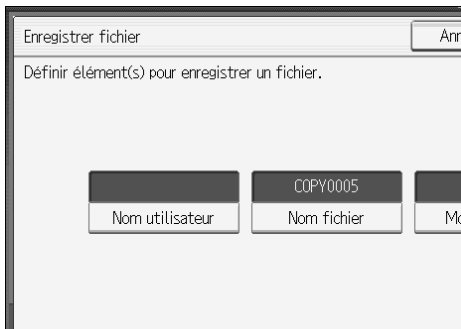 Enregistrer fichier
Définir élément(s) pour enregistrer un fichier.
COPY0005
Nom utilisateur Nom fichier